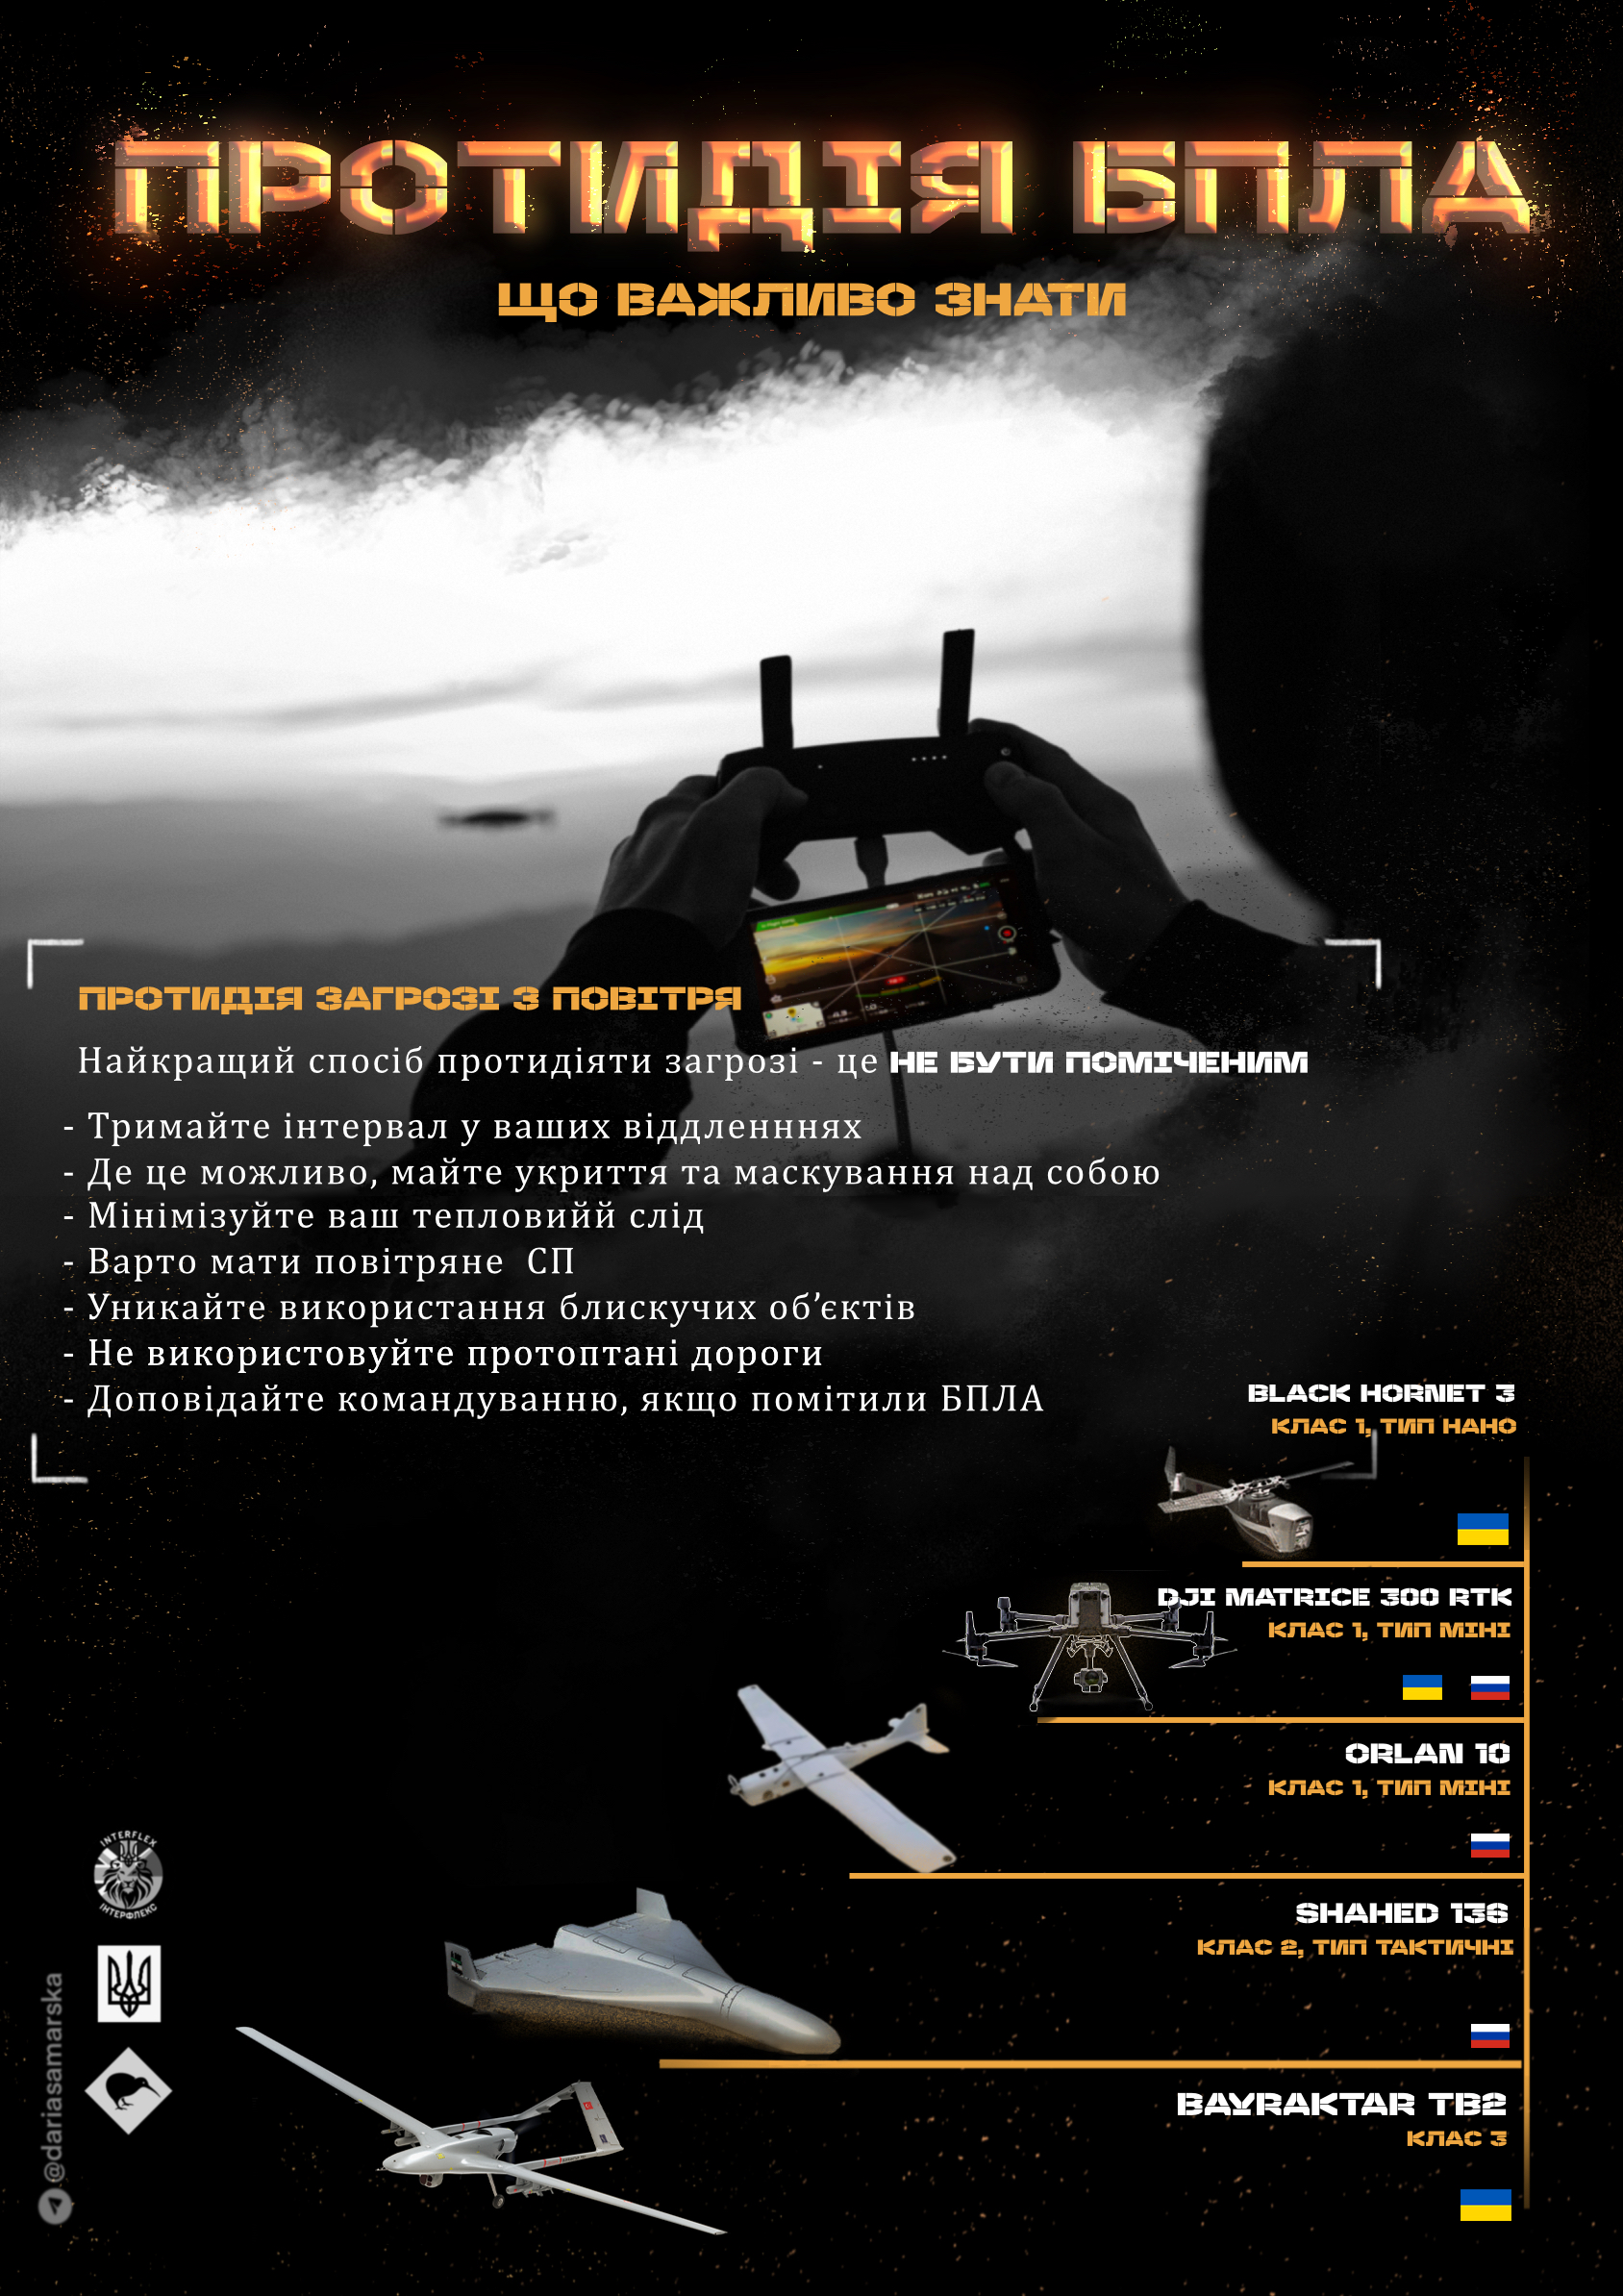 ПРОТИДІЯ БПЛА
ЩО ВАЖЛИВО ЗНАТИ
ПРОТИДІЯ ЗАГРОЗІ З ПОВІТРЯ
Найкращий спосіб протидіяти загрозі - це НЕ БУТИ ПОМІЧЕНИМ
- Тримайте інтервал у ваших віддленннях
- Де це можливо, майте укриття та маскування над собою
- Мінімізуйте ваш тепловийй слід
- Варто мати повітряне СП
- Уникайте використання блискучих об’єктів
- Не використовуйте протоптані дороги
- Доповідайте командуванню, якщо помітили БПЛА
BLACK HORNET 3
КЛАС 1, ТИП НАНО
DJI MATRICE 300 RTK
КЛАС 1, ТИП МІНІ
ORLAN 10
КЛАС 1, ТИП МІНІ
SHAHED 136
КЛАС 2, ТИП ТАКТИЧНІ
BAYRAKTAR TB2
КЛАС 3
INTERFLEX
ІНТЕРФЛЕКС
@dariasamarska